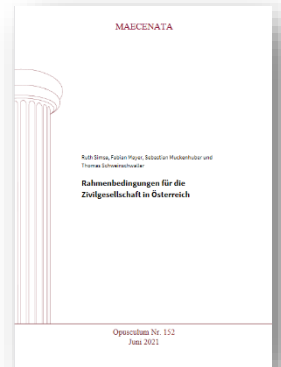 MAECENATA
Ruth Simsa, Fabian Mayer, Sebastian Muckenhuber und
Thomas Schweinschwaller
Rahmenbedingungen für die
Zivilgesellschaft in Österreich
Opusculum Nr. 152
Juni 2021